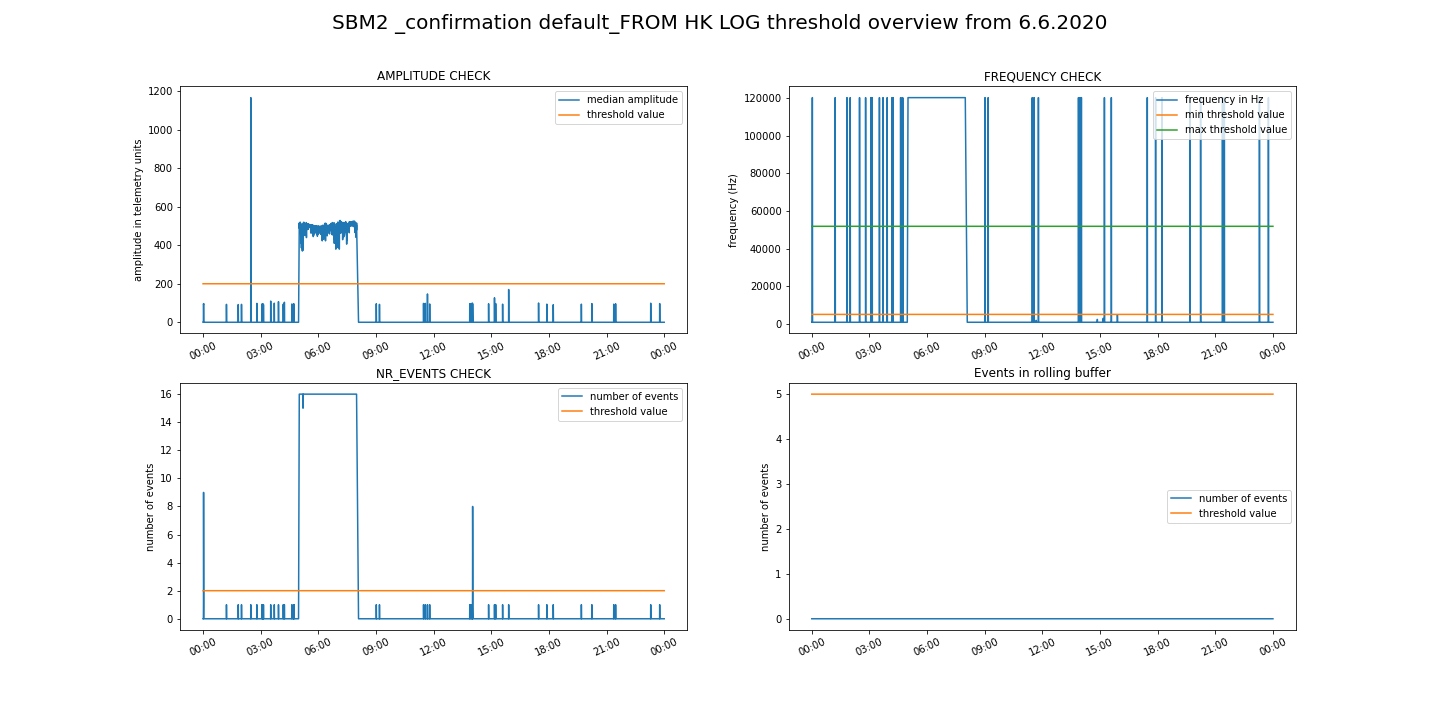 SBM2 _confirmation default_FROM HK LOG threshold overview from 6.6.2020
AMPLITUDE CHECK
amplitude in telemetry units
1200
1000
800
600
400
200
0
median amplitude
threshold value
00:00 03:00 06:00 09:00 12:00 15:00 18:00 21:00 00:00
FREQUENCY CHECK
frequency (Hz)
120000
100000
80000
60000
40000
20000
0
frequency in Hz
min threshold value
max threshold value
00:00 03:00 06:00 09:00 12:00 15:00 18:00 21:00 00:00
NR_EVENTS CHECK
number of events
16
14
12
10
8
6
4
2
0
number of events
threshold value
00:00 03:00 06:00 09:00 12:00 15:00 18:00 21:00 00:00
Events in rolling buffer
number of events
5
4
3
2
1
0
number of events
threshold value
00:00 03:00 06:00 09:00 12:00 15:00 18:00 21:00 00:00